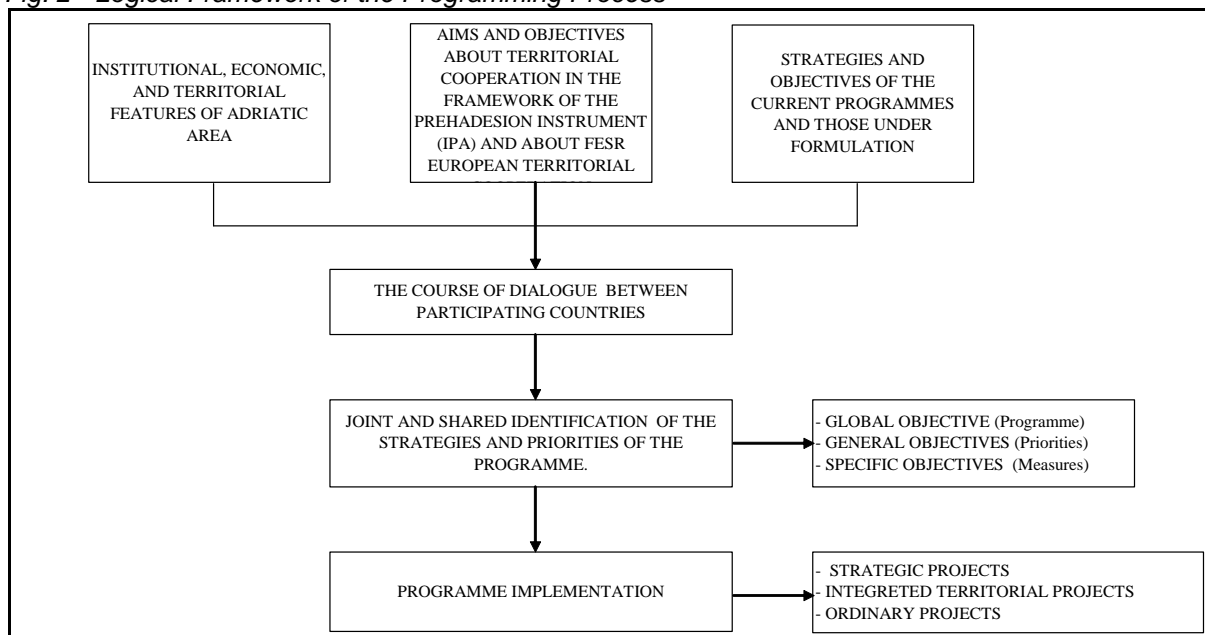 Fig. 2 - Logical Framework of the Programming Process
INSTITUTIONAL, ECONOMIC,
AND TERRITORIAL
FEATURES OF ADRIATIC
AREA
AIMS AND OBJECTIVES
ABOUT TERRITORIAL
COOPERATION IN THE
FRAMEWORK OF THE
PREHADESION INSTRUMENT
(IPA) AND ABOUT FESR
EUROPEAN TERRITORIAL
STRATEGIES AND
OBJECTIVES OF THE
CURRENT PROGRAMMES
AND THOSE UNDER
FORMULATION
THE COURSE OF DIALOGUE BETWEEN
PARTICIPATING COUNTRIES
JOINT AND SHARED IDENTIFICATION OF THE
STRATEGIES AND PRIORITIES OF THE
PROGRAMME.
- GLOBAL OBJECTIVE (Programme)
- GENERAL OBJECTIVES (Priorities)
- SPECIFIC OBJECTIVES (Measures)
PROGRAMME IMPLEMENTATION
- STRATEGIC PROJECTS
- INTEGRETED TERRITORIAL PROJECTS
- ORDINARY PROJECTS